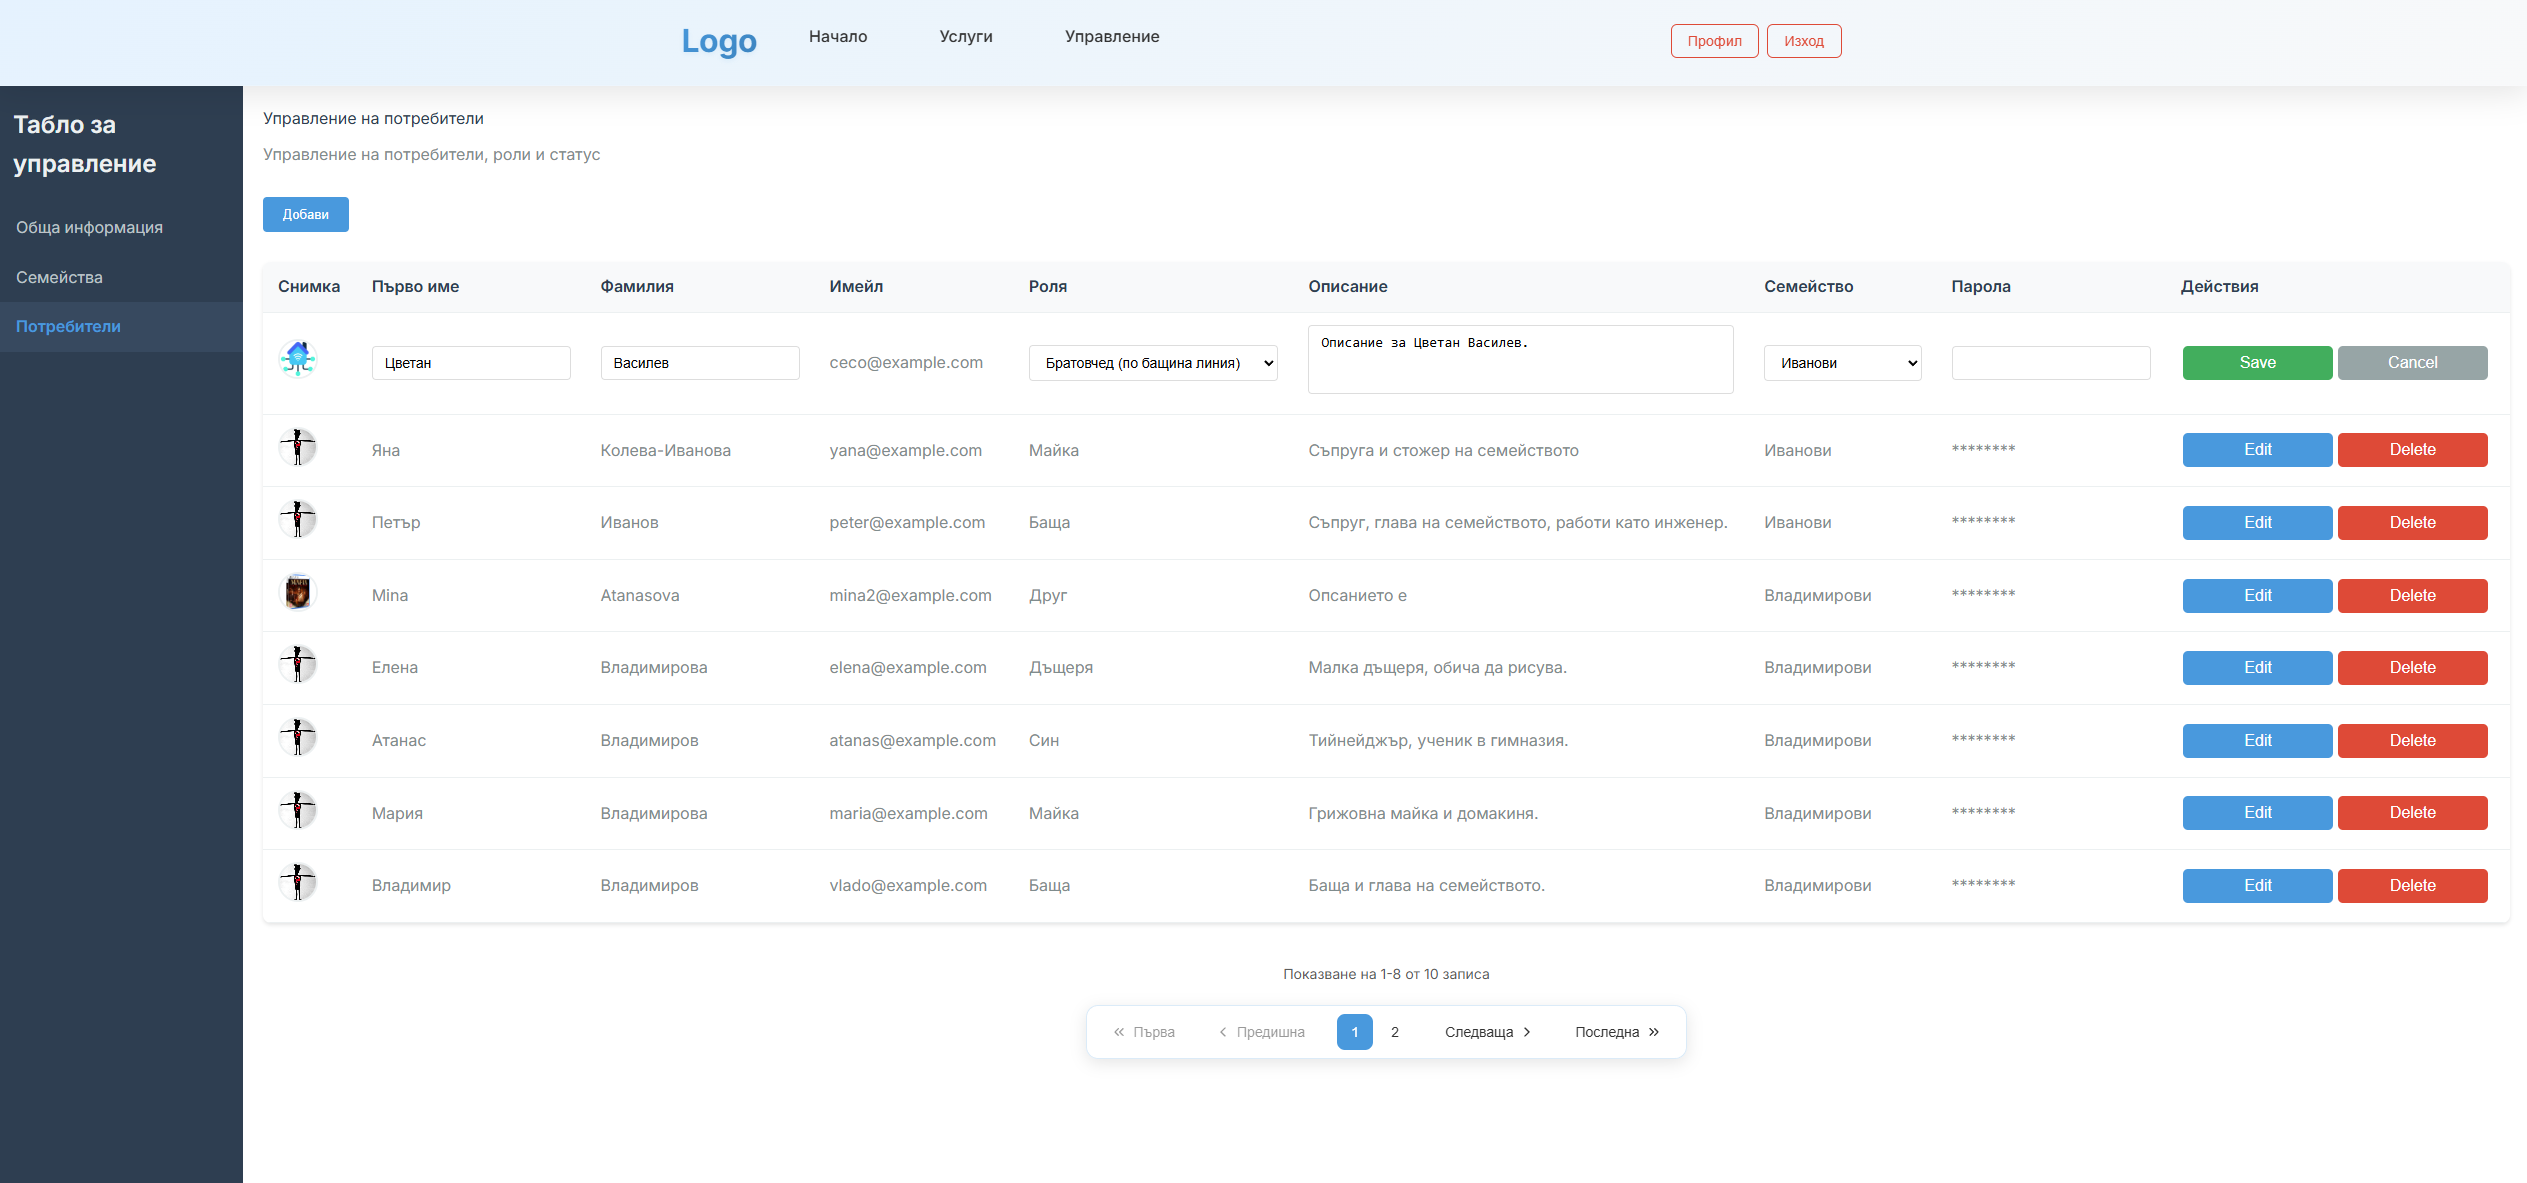 Logo Начало Услуги Управление Профил Изход
Табло за
управление
Обща информация
Семейства
Потребители
Управление на потребители
Управление на потребители, роли и статус
Добави
Снимка Първо име Фамилия Имейл Роля Описание Семейство Парола Действия
Цветан Василев ceco@example.com Братовчед (по бащина линия) Описание за Цветан Василев. Иванови Save Cancel
Яна Колева-Иванова yana@example.com Майка Съпруга и стожер на семейството Иванови ******** Edit Delete
Петър Иванов peter@example.com Баща Съпруг, глава на семейството, работи като инженер. Иванови ******** Edit Delete
Mina Atanasova mina2@example.com Друг Опсанието е Владимирови ******** Edit Delete
Елена Владимирова elena@example.com Дъщеря Малка дъщеря, обича да рисува. Владимирови ******** Edit Delete
Атанас Владимиров atanas@example.com Син Тийнейджър, ученик в гимназия. Владимирови ******** Edit Delete
Мария Владимирова maria@example.com Майка Грижовна майка и домакиня. Владимирови ******** Edit Delete
Владимир Владимиров vlado@example.com Баща Баща и глава на семейството. Владимирови ******** Edit Delete
Показване на 1-8 от 10 записа
« Първа ‹ Предишна 1 2 Следваща › Последна »